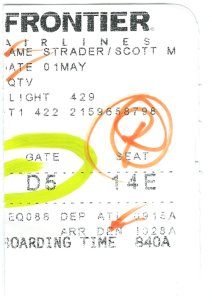 FRONTIER
AIRLINES
AME STRADER/SCOTT M
ATE 01MAY
QTV
LIGHT 429
T1 422 2159658798
R
GATE SEAT
D5 14E
EQ088 DEP ATL 0915A
ARR DEN 1028A
BOARDING TIME 840A